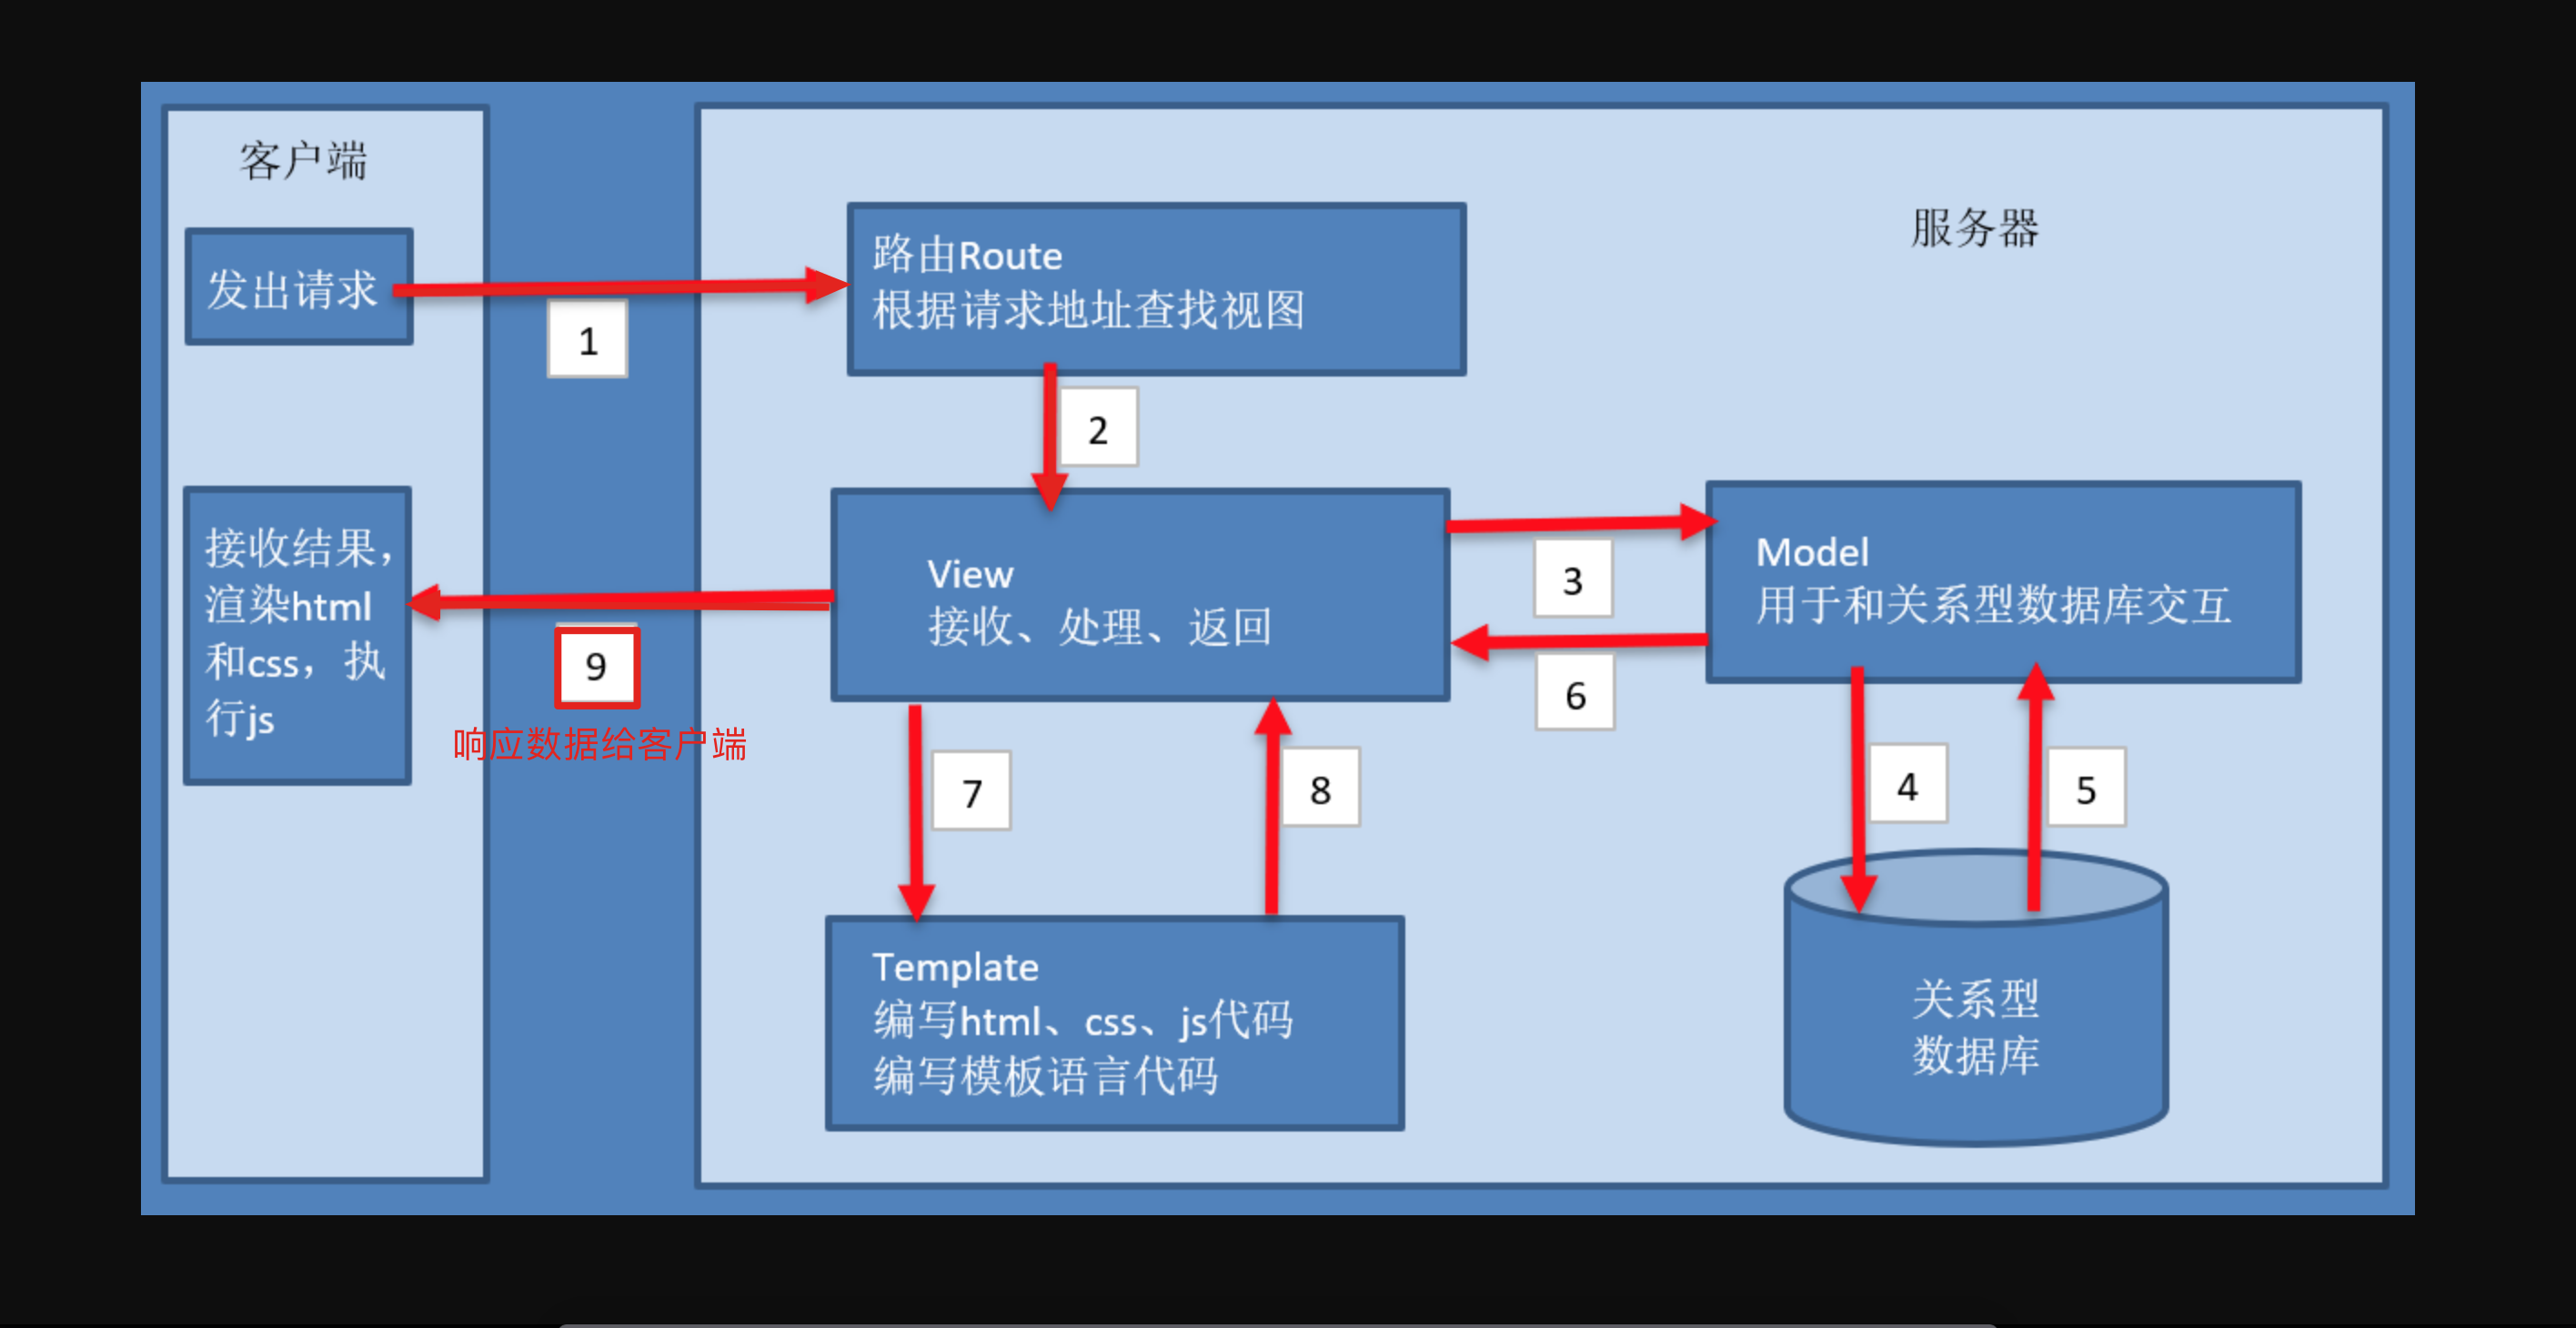 客户端
发出请求
1
路由Route
根据请求地址查找视图
服务器
2
接收结果，
渲染html
和css，执
行js
9
响应数据给客户端
View
接收、处理、返回
3
6
Model
用于和关系型数据库交互
7
8
4
5
Template
编写html、css、js代码
编写模板语言代码
关系型
数据库